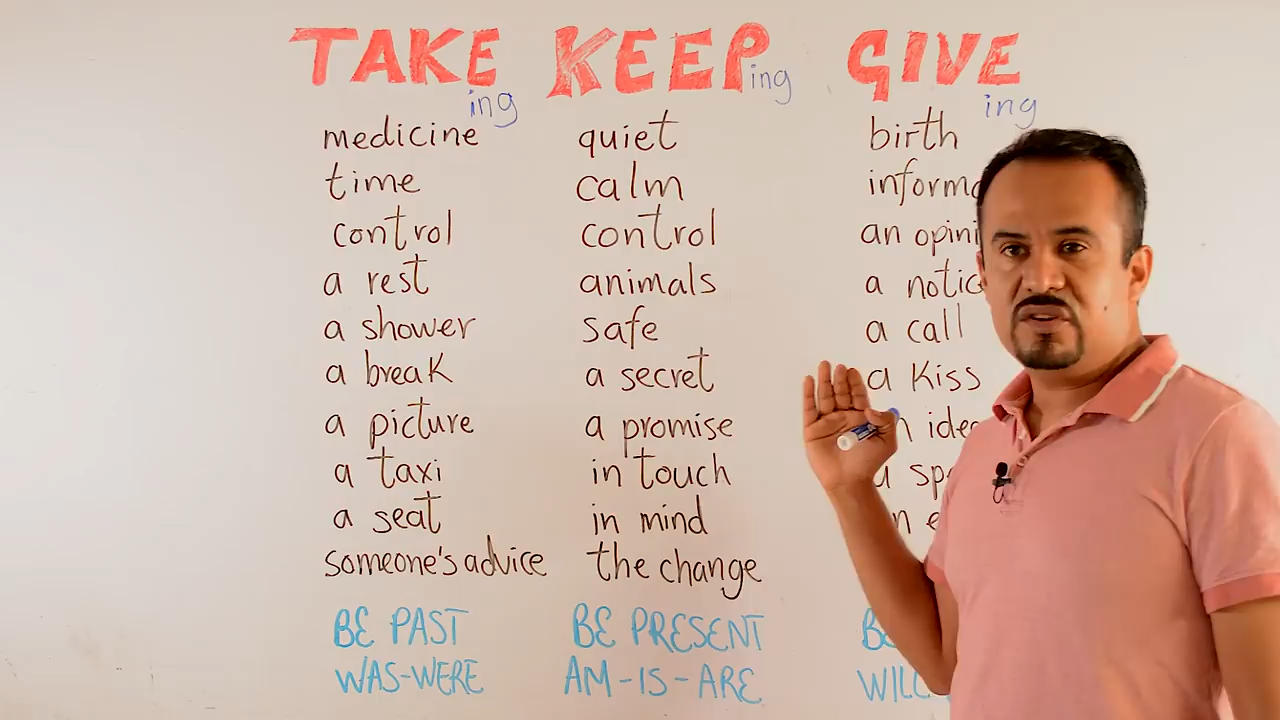 TAKE KEEP GIVE
ing ing ing
medicine quiet birth
time calm
control control an
a rest animals a
a shower safe a call
a break a secret a kiss
a picture a promise
a taxi in touch
a seat in mind
someone's advice the change
BE PAST BE PRESENT BE
WAS-WERE AM-IS-ARE